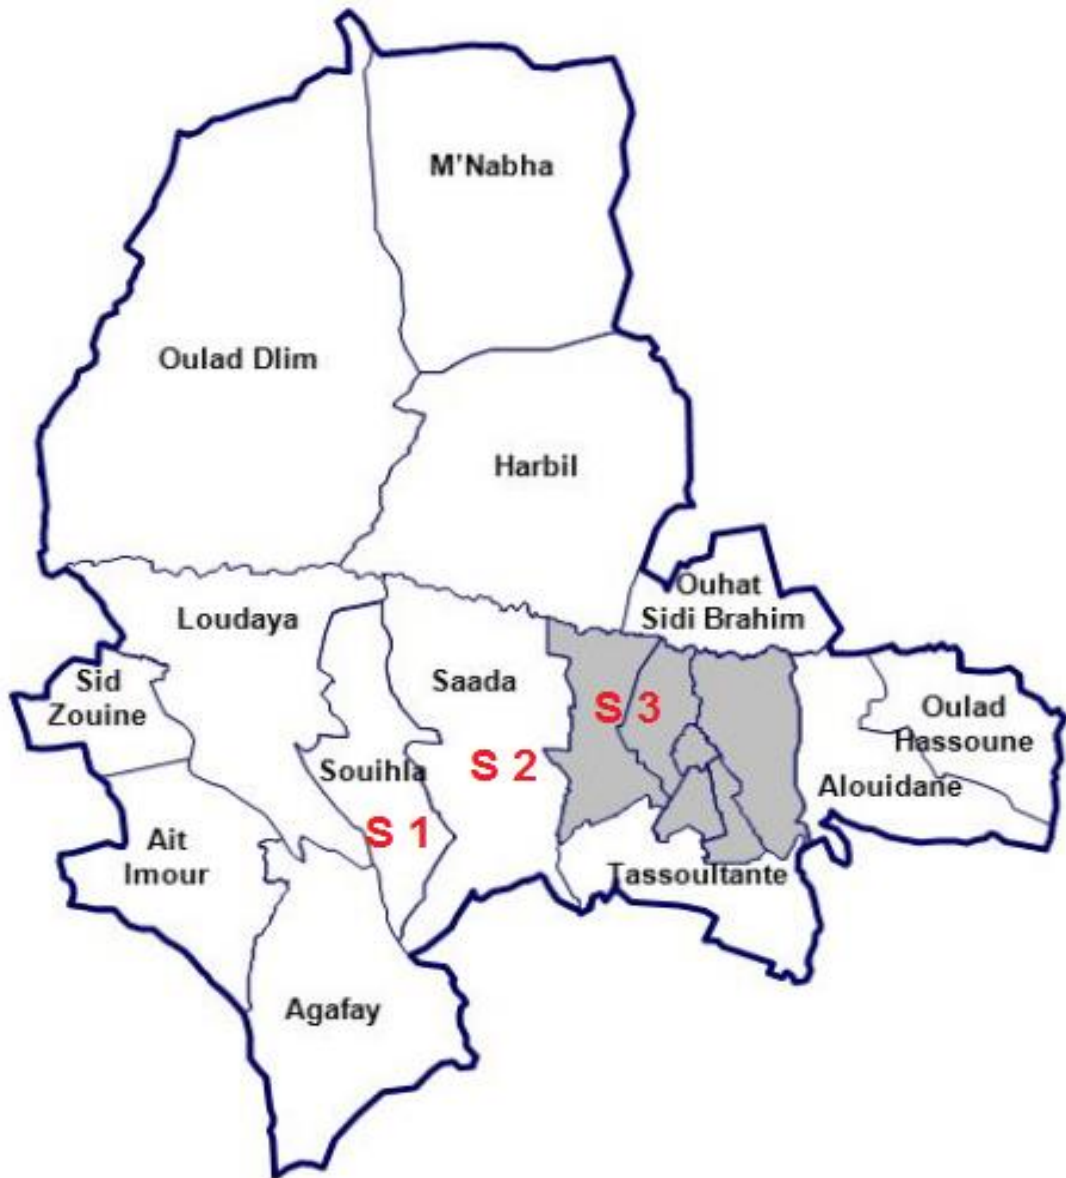 M'Nabha
Oulad Dlim
Harbil
Ouhat
Sidi Brahim
Loudaya
Saada
Sid
Zouine
S 3
Oulad
Hassoune
Souihla
S 2
Alouidane
S 1
Ait
Imour
Tassoultante
Agafay